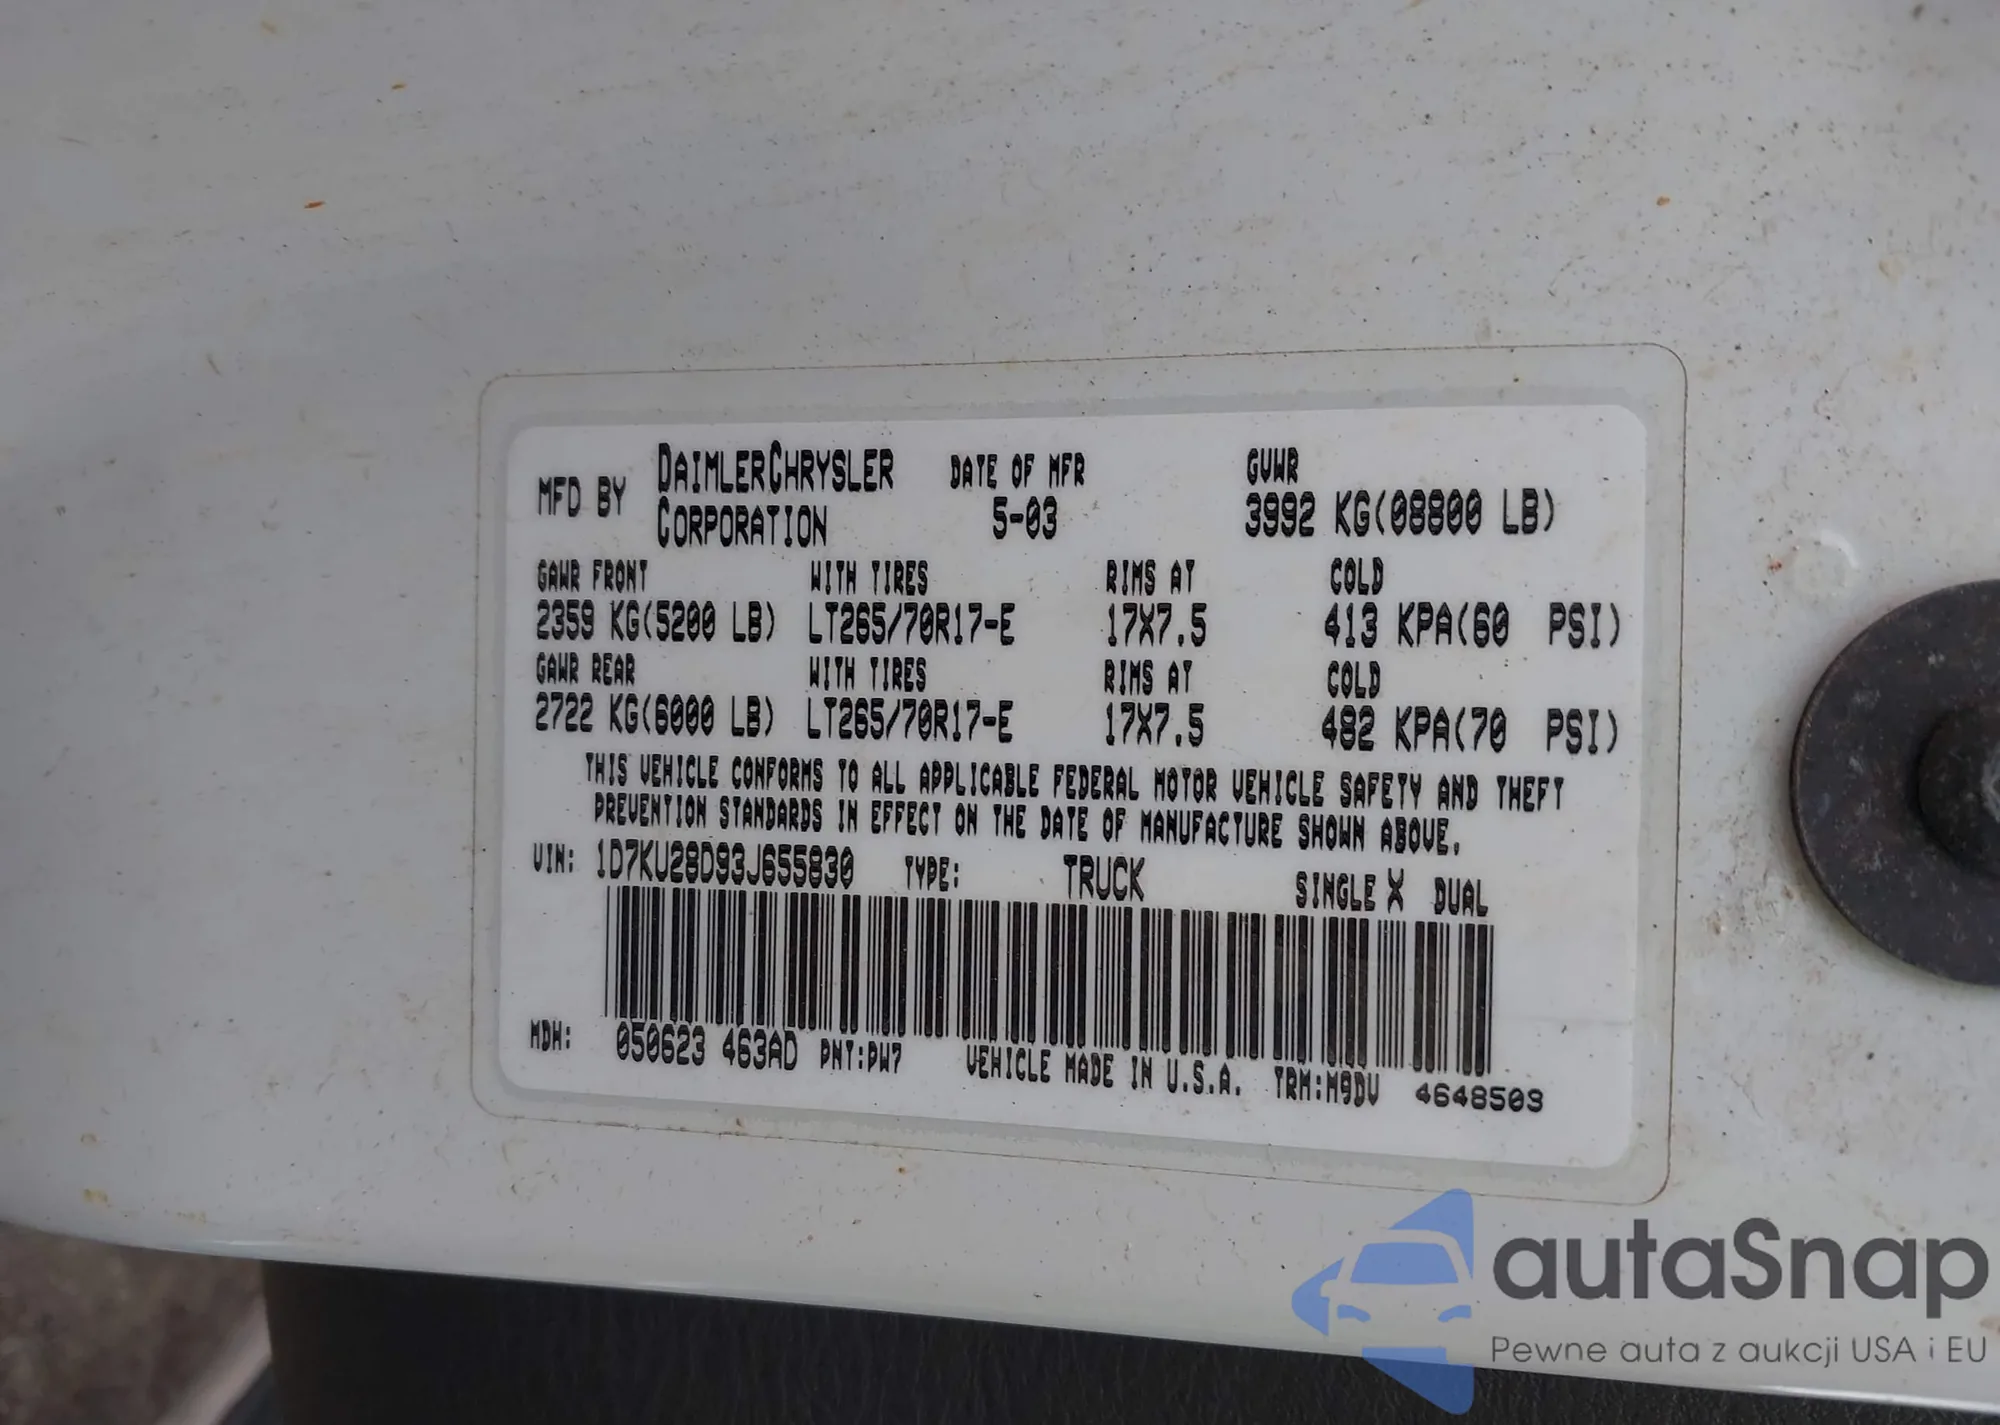 MFD BY DAIMLERCHRYSLER CORPORATION DATE OF MFR 5-03 GVWR 3992 KG(08800 LB)
GAWR FRONT WITH TIRES RIMS AT COLD
2359 KG(5200 LB) LT265/70R17-E 17X7.5 413 KPA(60 PSI)
GAWR REAR WITH TIRES RIMS AT COLD
2722 KG(6000 LB) LT265/70R17-E 17X7.5 482 KPA(70 PSI)
THIS VEHICLE CONFORMS TO ALL APPLICABLE FEDERAL MOTOR VEHICLE SAFETY AND THEFT
PREVENTION STANDARDS IN EFFECT ON THE DATE OF MANUFACTURE SHOWN ABOVE.
VIN: 1D7KU28D93J655830 TYPE: TRUCK SINGLE X DUAL
MDH: 050623 463AD PNT:PW7 VEHICLE MADE IN U.S.A. TRM:M9DV 4648503
autaSnap
Pewne auta z aukcji USA i EU